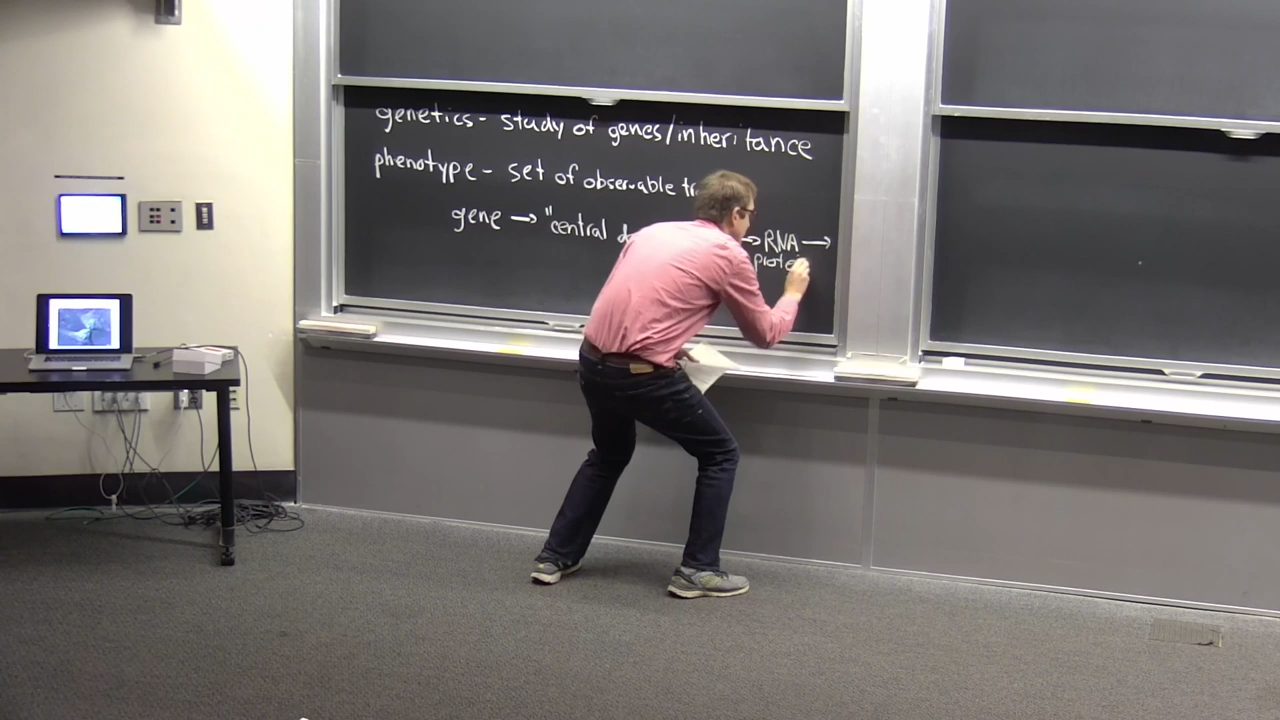 genetics - study of genes/inheritance
phenotype - set of observable
gene → "central → RNA →